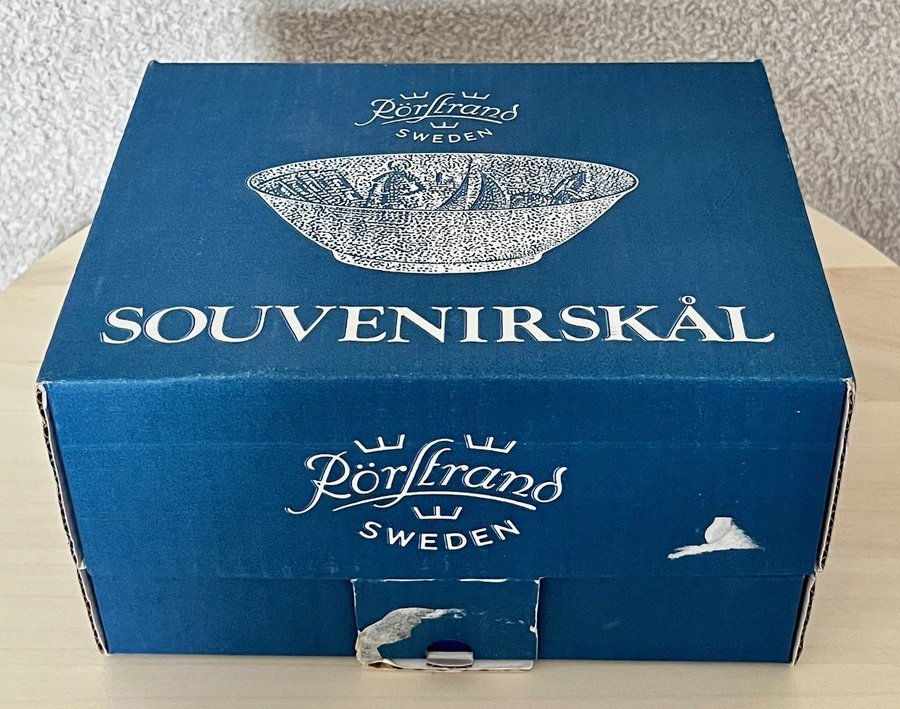 Rörstrand
SWEDEN
SOUVENIRSKÅL
Rörstrand
SWEDEN